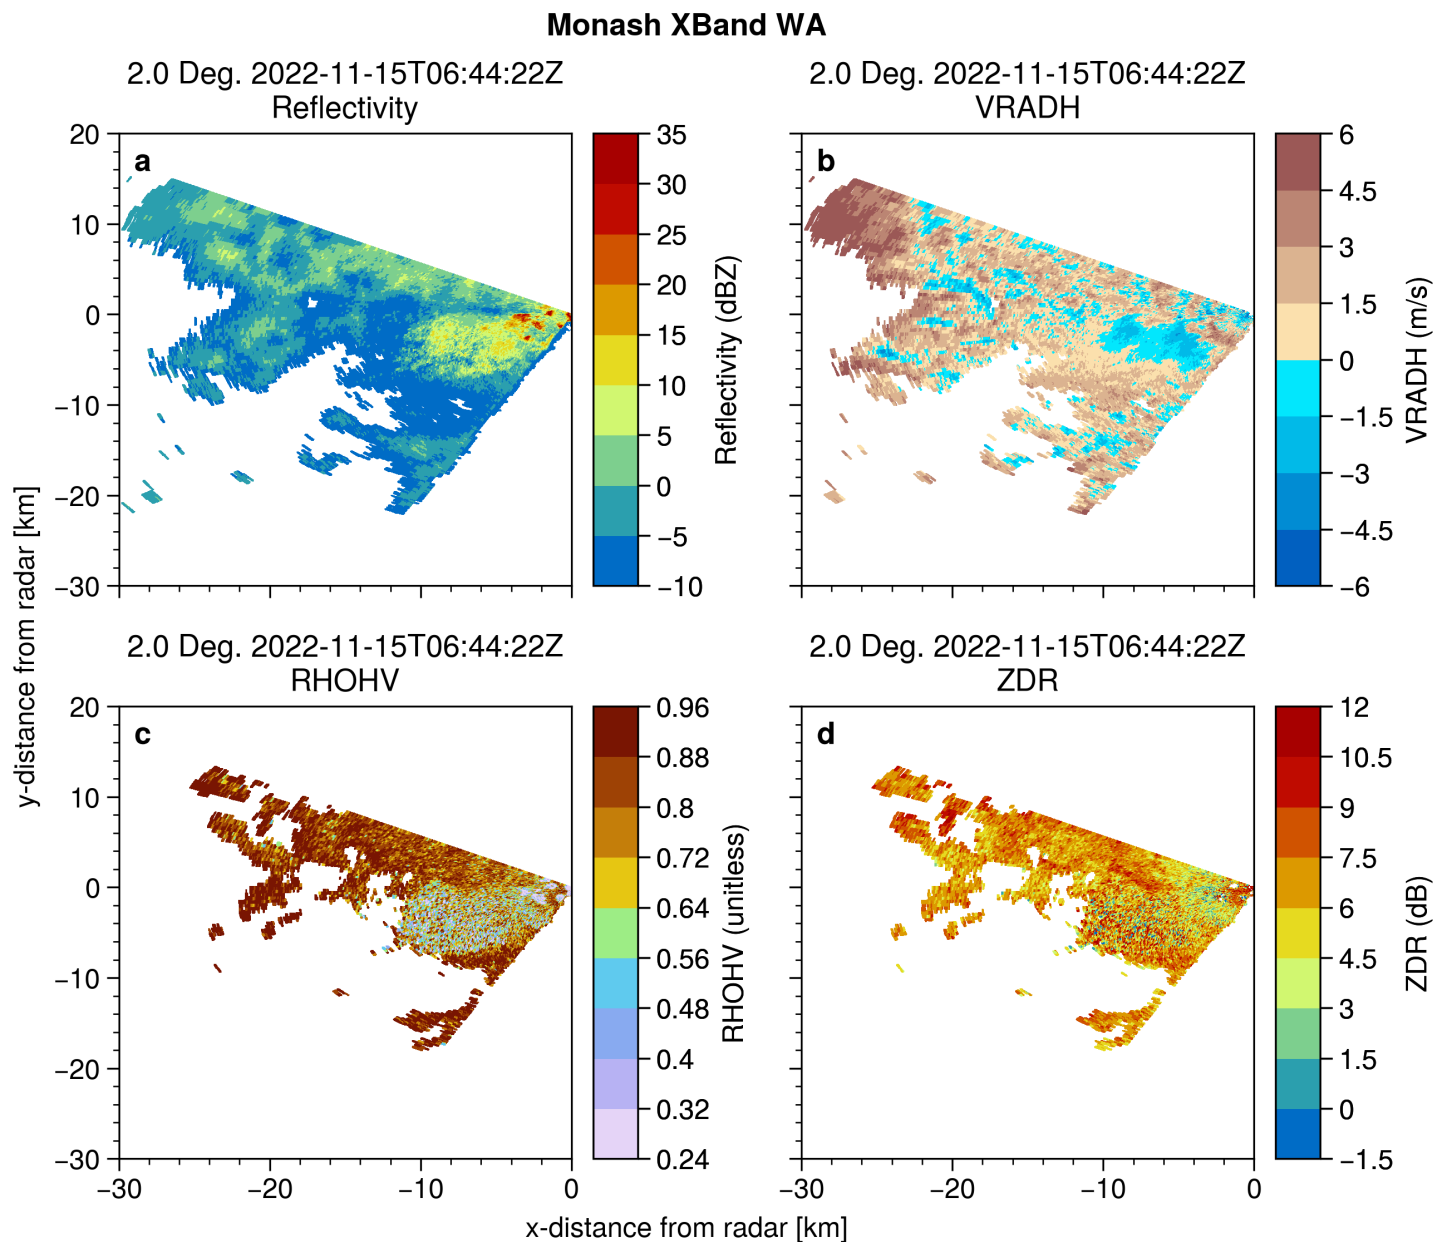 Monash XBand WA
2.0 Deg. 2022-11-15T06:44:22Z
Reflectivity
2.0 Deg. 2022-11-15T06:44:22Z
VRADH
a
20
10
0
−10
−20
−30
35
30
25
20
15
10
5
0
−5
−10
Reflectivity (dBZ)
b
6
4.5
3
1.5
0
−1.5
−3
−4.5
−6
VRADH (m/s)
y-distance from radar [km]
2.0 Deg. 2022-11-15T06:44:22Z
RHOHV
2.0 Deg. 2022-11-15T06:44:22Z
ZDR
c
20
10
0
−10
−20
−30
−30 −20 −10 0
0.96
0.88
0.8
0.72
0.64
0.56
0.48
0.4
0.32
0.24
RHOHV (unitless)
d
−30 −20 −10 0
12
10.5
9
7.5
6
4.5
3
1.5
0
−1.5
ZDR (dB)
x-distance from radar [km]